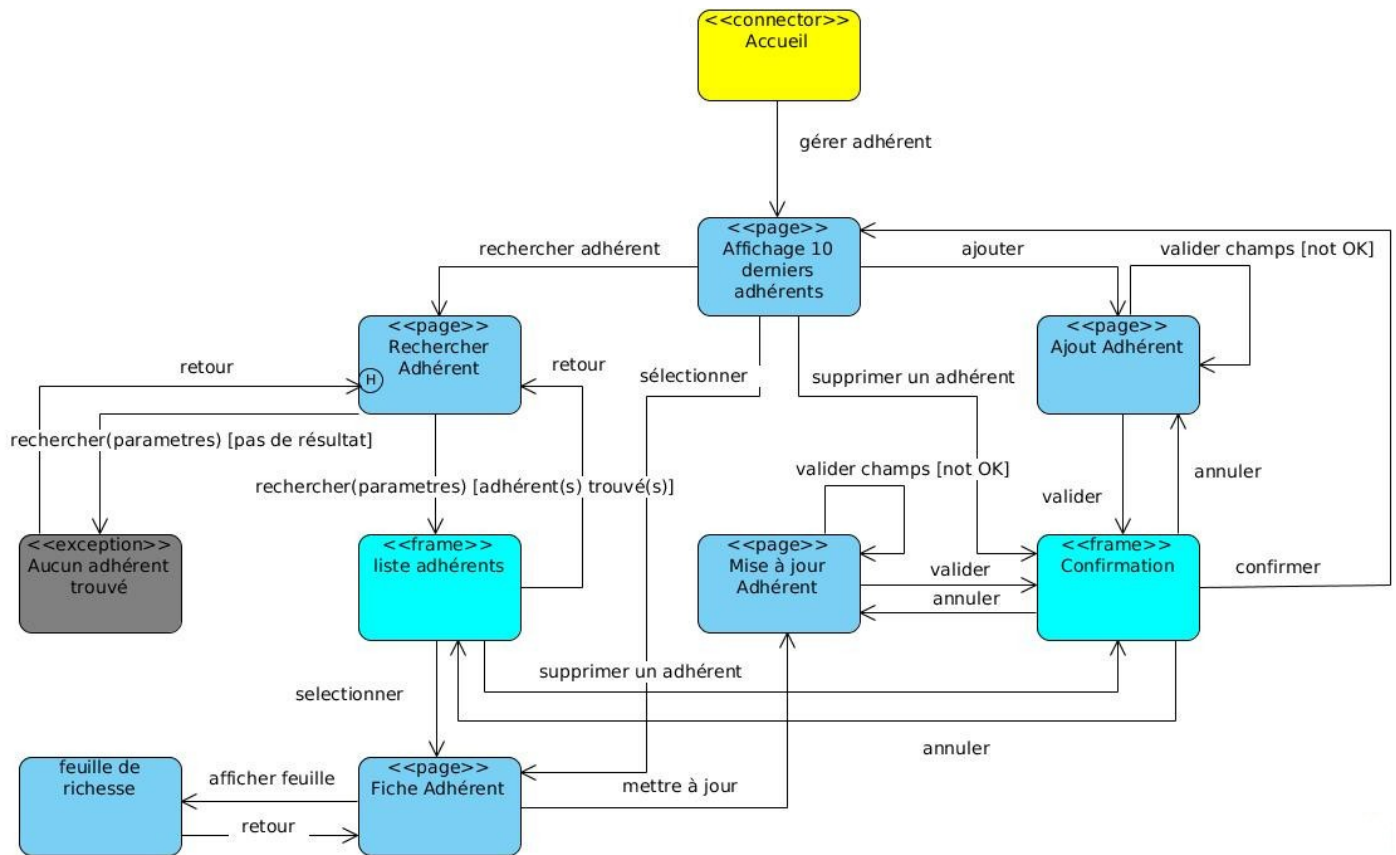 <<connector>>
Accueil
gérer adhérent
<<page>>
Affichage 10
derniers
adhérents
rechercher adhérent
ajouter
valider champs [not OK]
<<page>>
Rechercher
Adhérent
H
<<page>>
Ajout Adhérent
retour
retour
sélectionner
supprimer un adhérent
rechercher(parametres) [pas de résultat]
rechercher(parametres) [adhérent(s) trouvé(s)]
valider champs [not OK]
valider
annuler
<<exception>>
Aucun adhérent
trouvé
<<frame>>
liste adhérents
<<page>>
Mise à jour
Adhérent
valider
annuler
<<frame>>
Confirmation
confirmer
supprimer un adhérent
selectionner
annuler
feuille de
richesse
afficher feuille
retour
<<page>>
Fiche Adhérent
mettre à jour